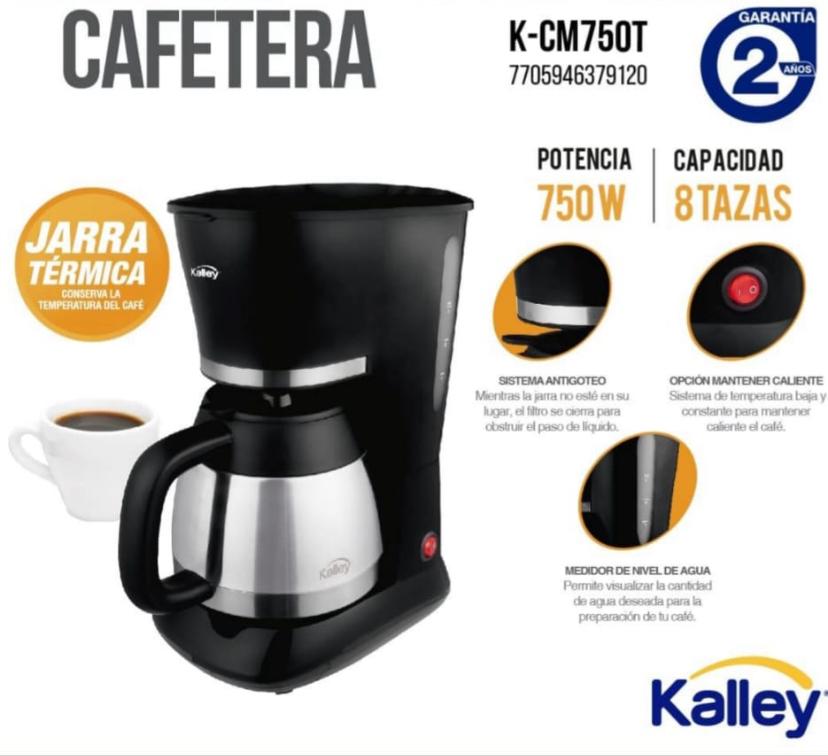 CAFETERA
K-CM750T
7705946379120
GARANTÍA
2 AÑOS
POTENCIA
750 W
CAPACIDAD
8 TAZAS
JARRA
TÉRMICA
CONSERVA LA
TEMPERATURA DEL CAFÉ
Kalley
Kalley
SISTEMA ANTIGOTEO
Mientras la jarra no esté en su
lugar, el filtro se cierra para
obstruir el paso de líquido.
OPCIÓN MANTENER CALIENTE
Sistema de temperatura baja y
constante para mantener
caliente el café.
MEDIDOR DE NIVEL DE AGUA
Permite visualizar la cantidad
de agua deseada para la
preparación de tu café.
Kalley